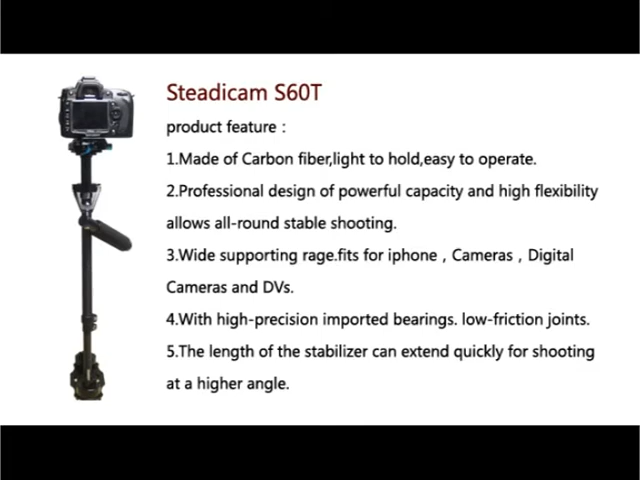 Steadicam S60T
product feature：
1.Made of Carbon fiber,light to hold,easy to operate.
2.Professional design of powerful capacity and high flexibility
allows all-round stable shooting.
3.Wide supporting rage.fits for iphone，Cameras，Digital
Cameras and DVs.
4.With high-precision imported bearings. low-friction joints.
5.The length of the stabilizer can extend quickly for shooting
at a higher angle.